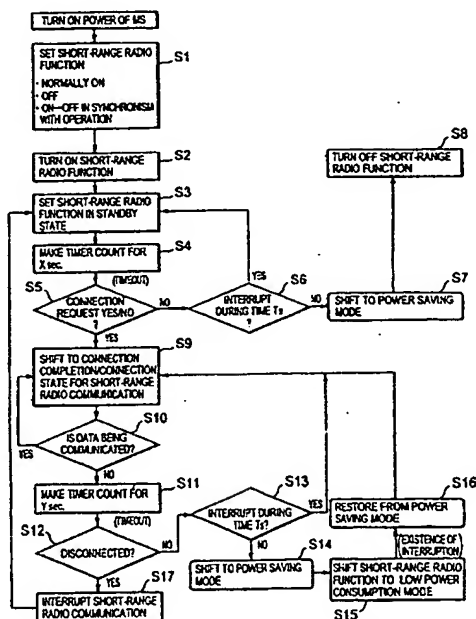 TURN ON POWER OF MS
S1
SET SHORT-RANGE RADIO
FUNCTION
· NORMALLY ON
· OFF
· ON-OFF IN SYNCHRONISM
WITH OPERATION
S2
TURN ON SHORT-RANGE
RADIO FUNCTION
S3
SET SHORT-RANGE RADIO
FUNCTION IN STANDBY
STATE
S4
MAKE TIMER COUNT FOR
X sec.
(TIMEOUT)
S5
CONNECTION
REQUEST YES/NO
?
NO
YES
S6
INTERRUPT
DURING TIME Ts
?
YES
NO
S7
SHIFT TO POWER SAVING
MODE
S8
TURN OFF SHORT-RANGE
RADIO FUNCTION
S9
SHIFT TO CONNECTION
COMPLETION/CONNECTION
STATE FOR SHORT-RANGE
RADIO COMMUNICATION
S10
IS DATA BEING
COMMUNICATED?
YES
NO
S11
MAKE TIMER COUNT FOR
Y sec.
(TIMEOUT)
S12
DISCONNECTED?
NO
YES
S13
INTERRUPT DURING
TIME Ts?
YES
NO
S14
SHIFT TO POWER SAVING
MODE
S16
RESTORE FROM POWER
SAVING MODE
(EXISTENCE OF
INTERRUPTION)
SHIFT SHORT-RANGE RADIO
FUNCTION TO LOW POWER
CONSUMPTION MODE
S15
S17
INTERRUPT SHORT-RANGE
RADIO COMMUNICATION